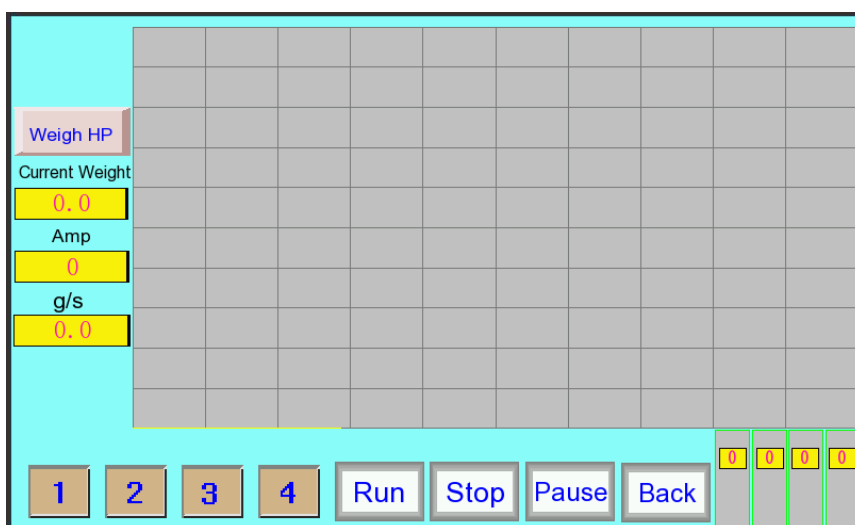 Weigh HP
Current Weight
0.0
Amp
0
g/s
0.0
0 0 0 0
1 2 3 4 Run Stop Pause Back